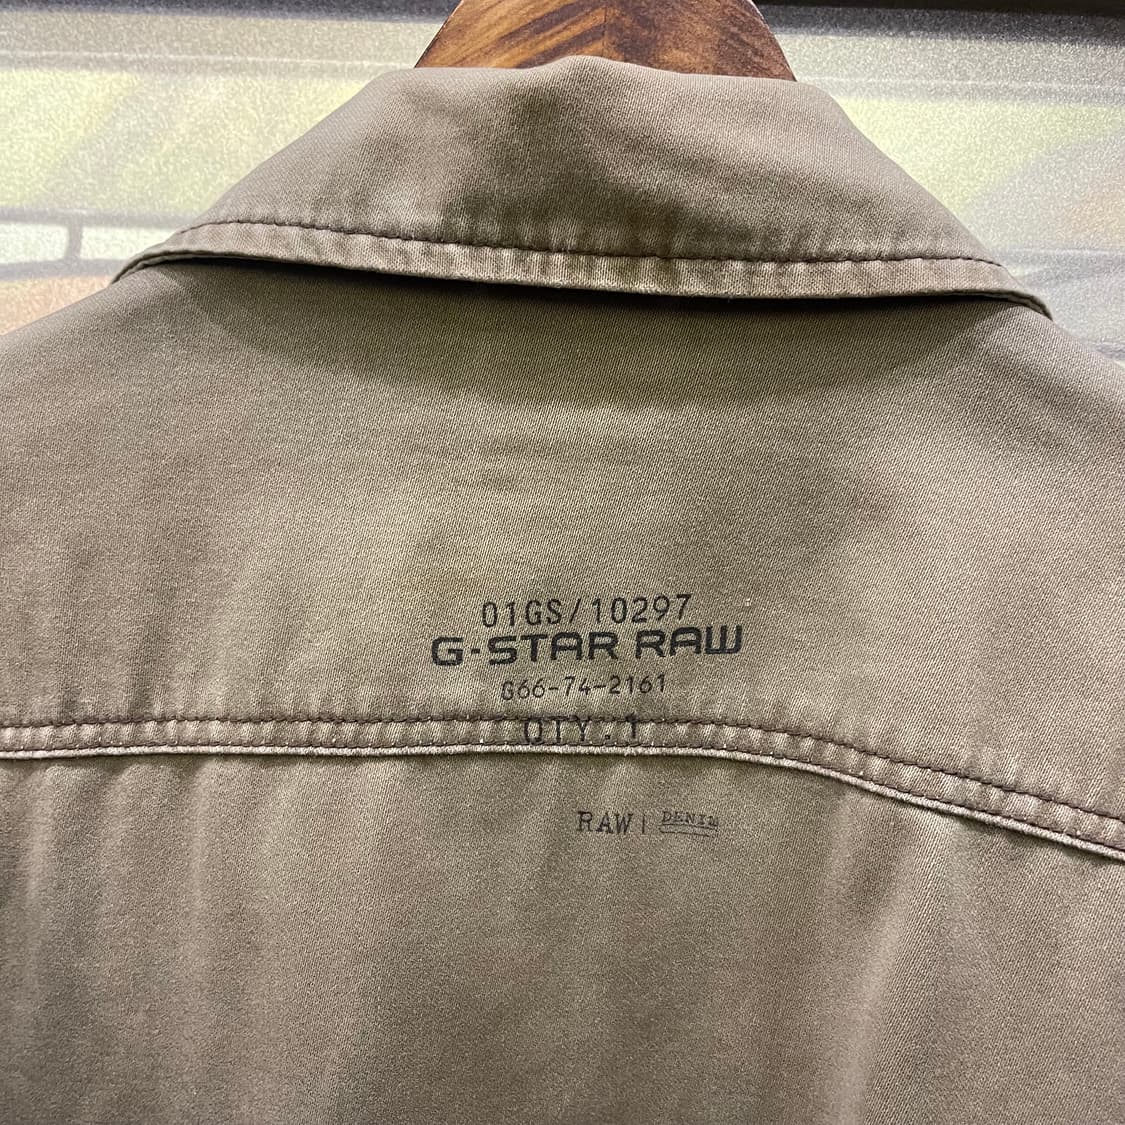 01GS/10297
G-STAR RAW
G66-74-2161
QTY.1
RAW | DENIM